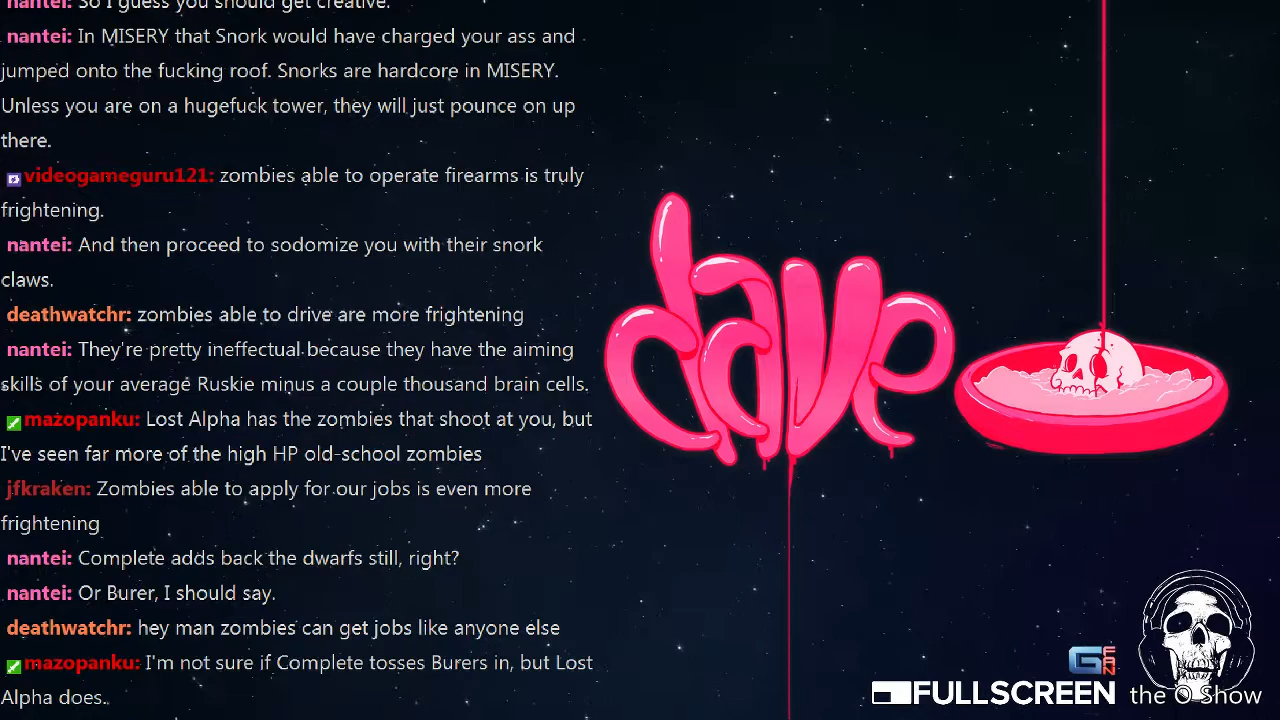 nantei: So I guess you should get creative.
nantei: In MISERY that Snork would have charged your ass and
jumped onto the fucking roof. Snorks are hardcore in MISERY.
Unless you are on a hugefuck tower, they will just pounce on up
there.
videogameguru121: zombies able to operate firearms is truly
frightening.
nantei: And then proceed to sodomize you with their snork
claws.
deathwatchr: zombies able to drive are more frightening
nantei: They're pretty ineffectual because they have the aiming
skills of your average Ruskie minus a couple thousand brain cells.
mazopanku: Lost Alpha has the zombies that shoot at you, but
I've seen far more of the high HP old-school zombies
jfkraken: Zombies able to apply for our jobs is even more
frightening
nantei: Complete adds back the dwarfs still, right?
nantei: Or Burer, I should say.
deathwatchr: hey man zombies can get jobs like anyone else
mazopanku: I'm not sure if Complete tosses Burers in, but Lost
Alpha does.
dave
G FAN
FULLSCREEN the O Show